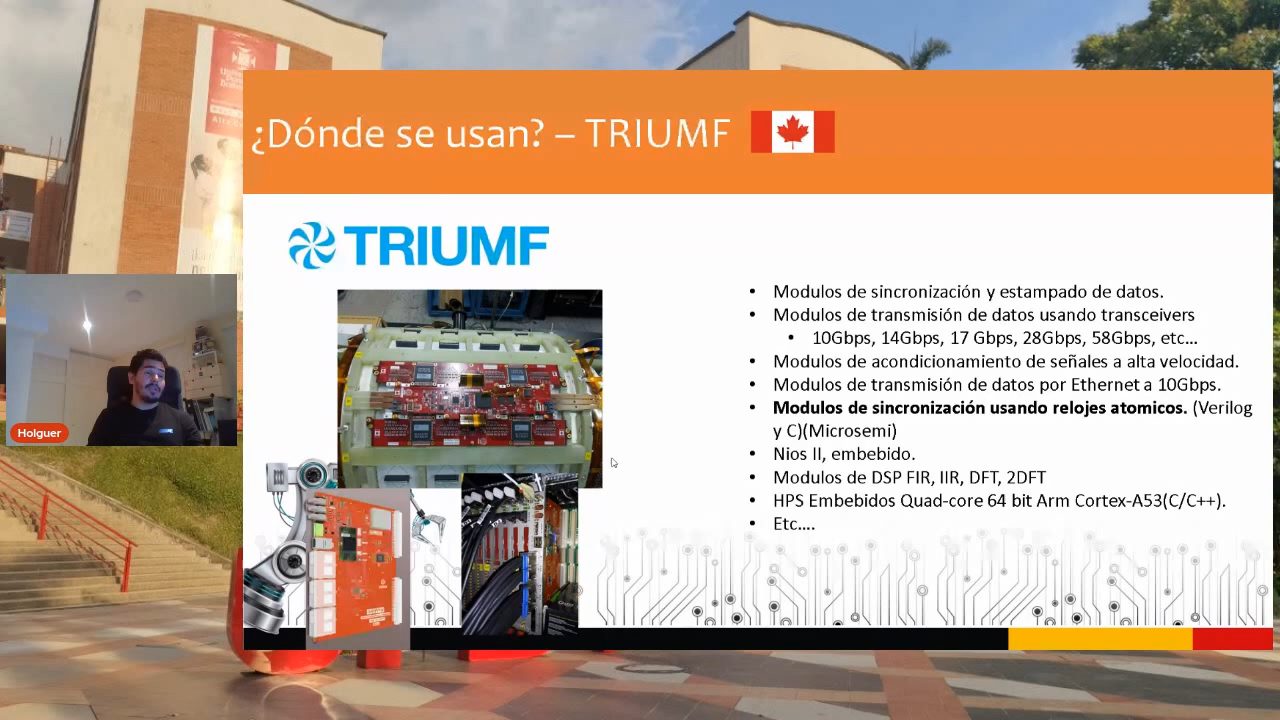 ¿Dónde se usan? – TRIUMF
TRIUMF
• Modulos de sincronización y estampado de datos.
• Modulos de transmisión de datos usando transceivers
• 10Gbps, 14Gbps, 17 Gbps, 28Gbps, 58Gbps, etc...
• Modulos de acondicionamiento de señales a alta velocidad.
• Modulos de transmisión de datos por Ethernet a 10Gbps.
• Modulos de sincronización usando relojes atomicos. (Verilog
y C)(Microsemi)
• Nios II, embebido.
• Modulos de DSP FIR, IIR, DFT, 2DFT
• HPS Embebidos Quad-core 64 bit Arm Cortex-A53(C/C++).
• Etc....
Holguer